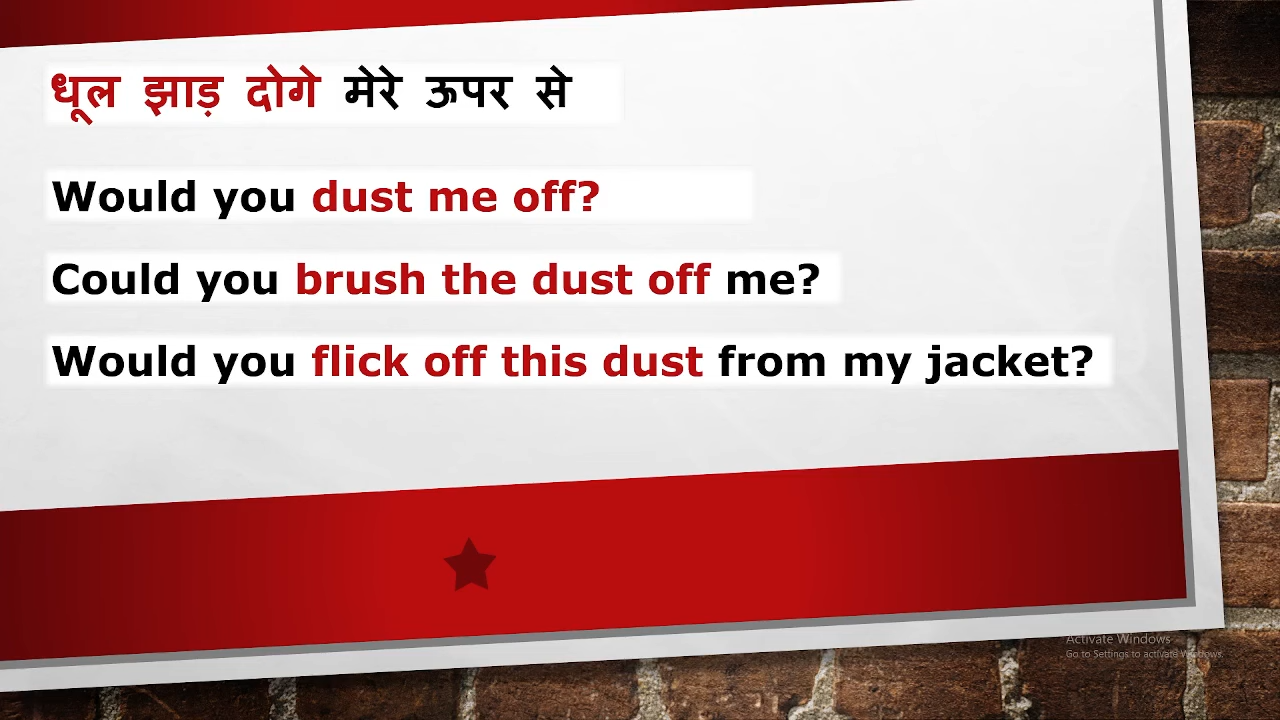 धूल झाड़ दोगे मेरे ऊपर से
Would you dust me off?
Could you brush the dust off me?
Would you flick off this dust from my jacket?
Activate Windows
Go to Settings to activate Windows.